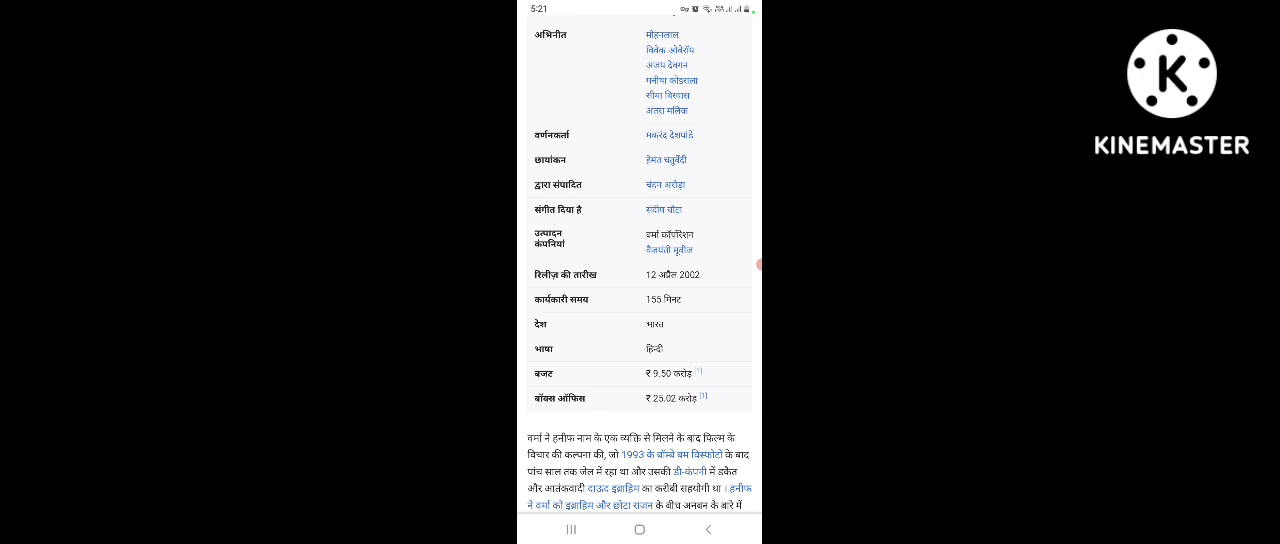 5:21
अभिनीत
मोहनलाल
विवेक ओबेरॉय
अजय देवगन
मनीषा कोइराला
सीमा बिस्वास
अंतरा मलिक
वर्णनकर्ता
मकरंद देशपांडे
छायांकन
हेमंत चतुर्वेदी
द्वारा संपादित
चंदन अरोड़ा
संगीत दिया है
संदीप चौटा
उत्पादन
कंपनियां
वर्मा कॉर्पोरेशन
वैजयंती मूवीज
रिलीज़ की तारीख
12 अप्रैल 2002
कार्यकारी समय
155 मिनट
देश
भारत
भाषा
हिन्दी
बजट
₹ 9.50 करोड़ [1]
बॉक्स ऑफिस
₹ 25.02 करोड़ [1]
वर्मा ने हनीफ नाम के एक व्यक्ति से मिलने के बाद फिल्म के
विचार की कल्पना की, जो 1993 के बॉम्बे बम विस्फोटों के बाद
पांच साल तक जेल में रहा था और उसकी डी-कंपनी में डकैत
और आतंकवादी दाऊद इब्राहिम का करीबी सहयोगी था । हनीफ
ने वर्मा को इब्राहिम और छोटा राजन के बीच अनबन के बारे में
K
KINEMASTER